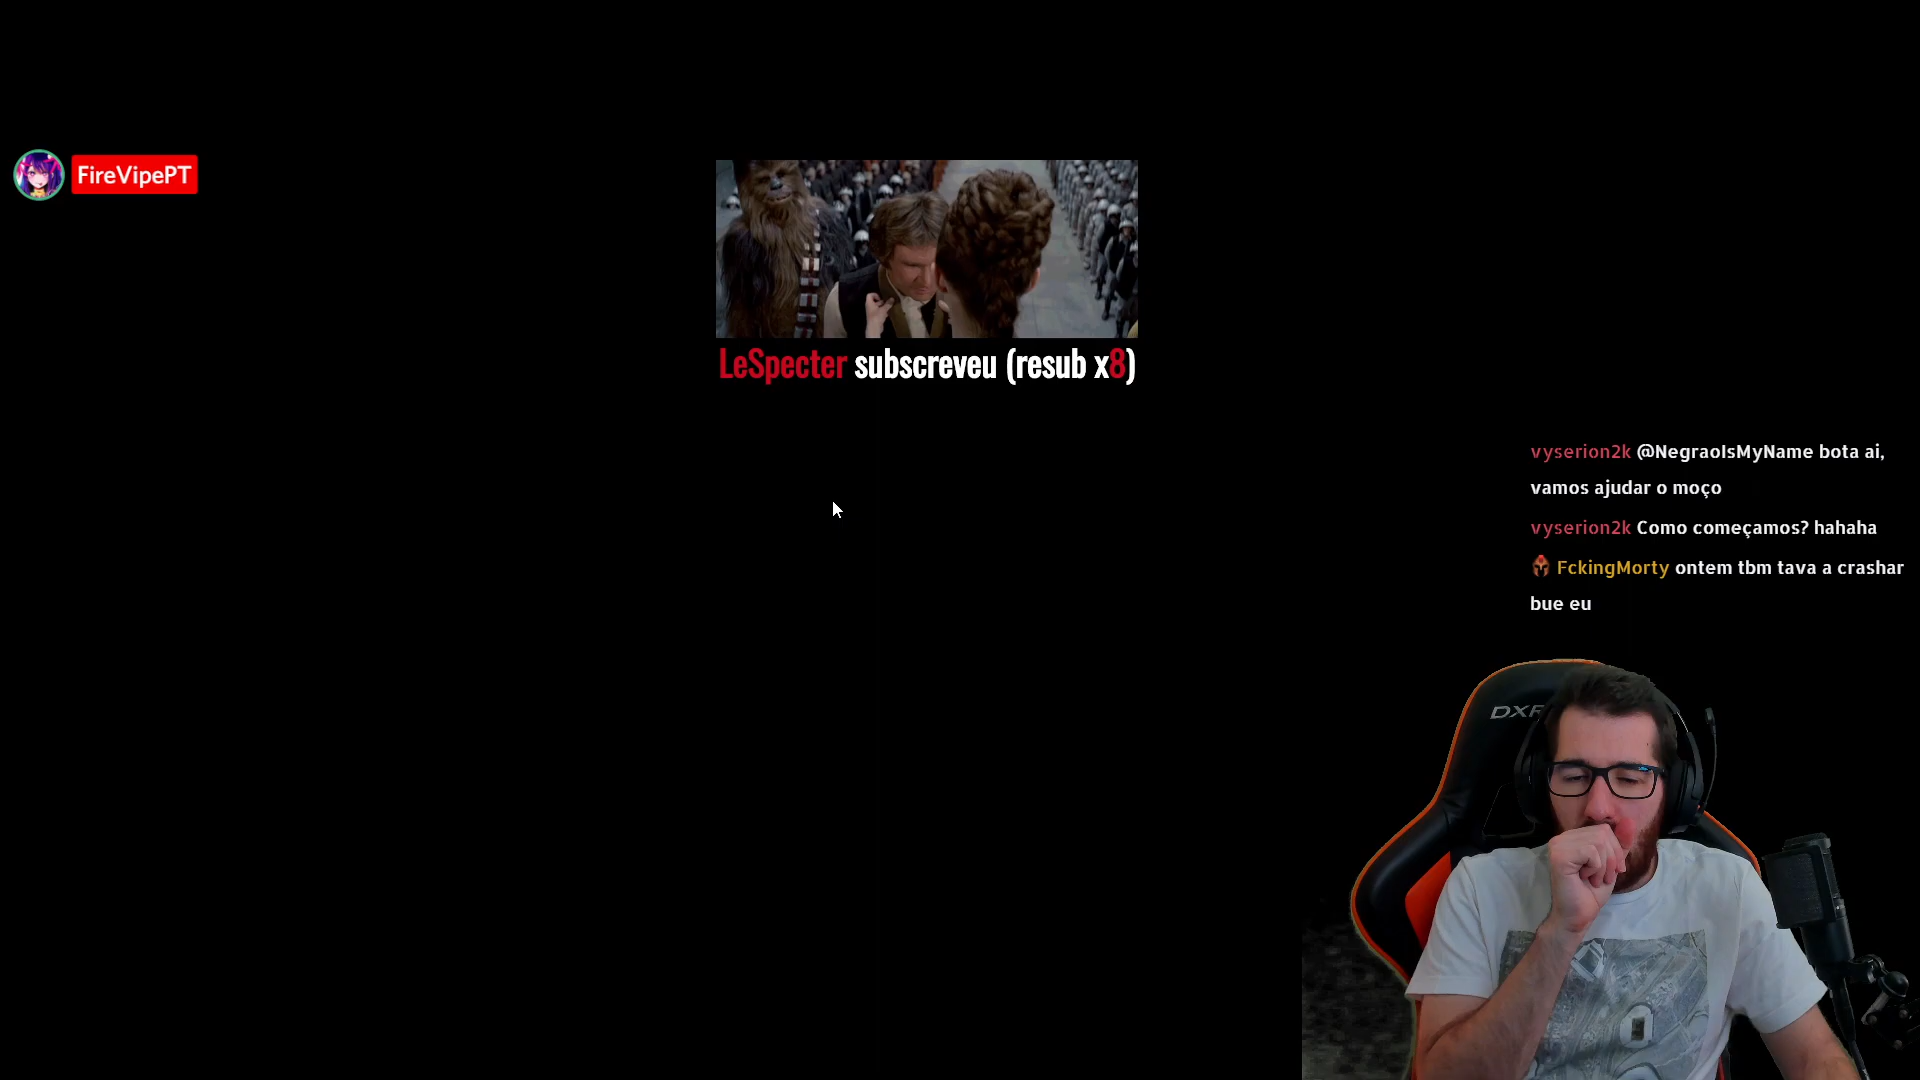 FireVipePT
LeSpecter subscreveu (resub x8)
vyserion2k @NegraoIsMyName bota ai,
vamos ajudar o moço
vyserion2k Como começamos? hahaha
FckingMorty ontem tbm tava a crashar
bue eu